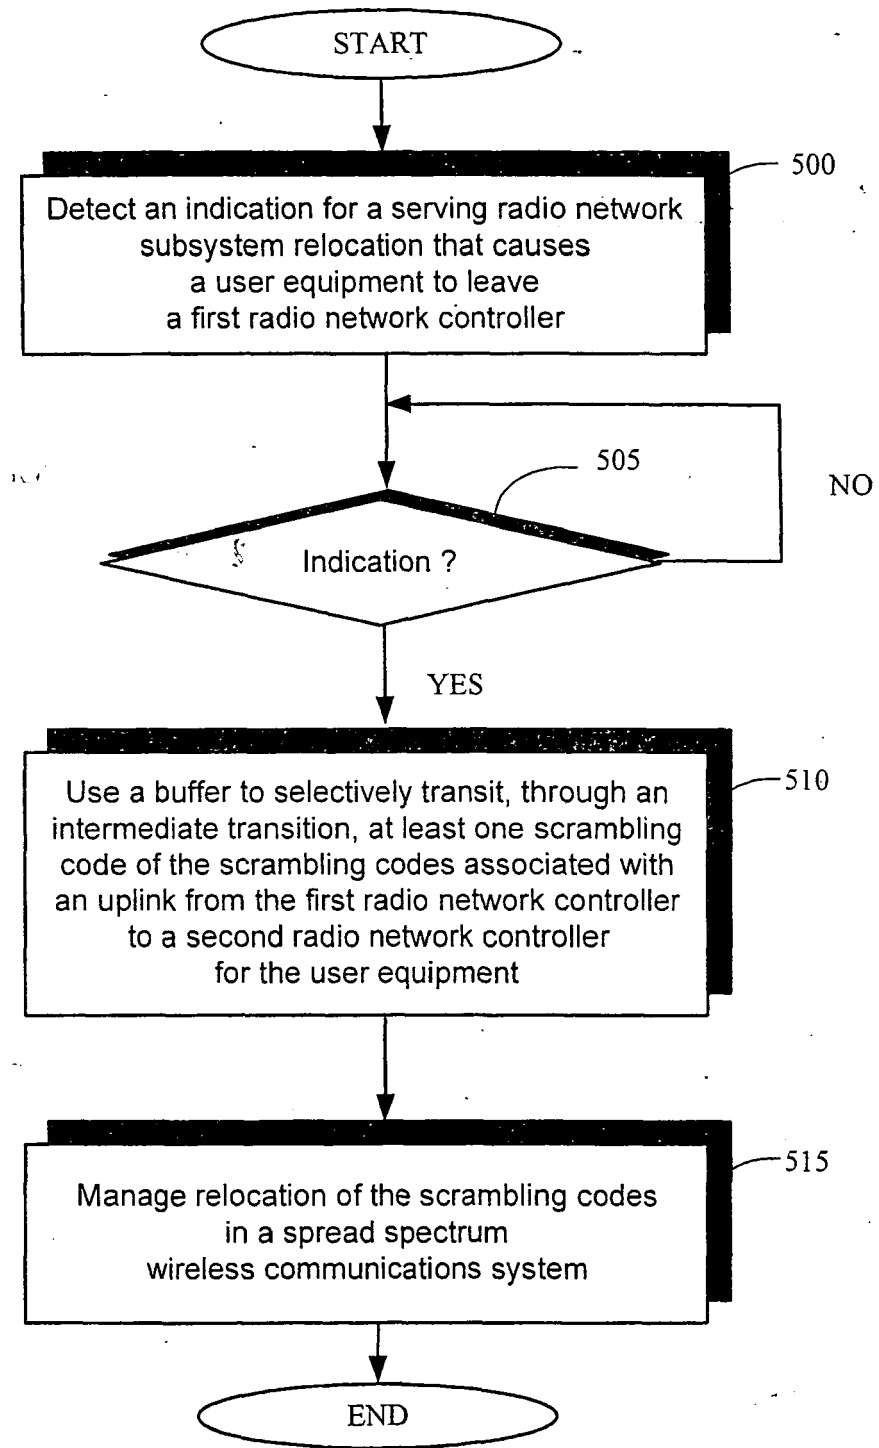 START
500
Detect an indication for a serving radio network
subsystem relocation that causes
a user equipment to leave
a first radio network controller
505
NO
Indication ?
YES
510
Use a buffer to selectively transit, through an
intermediate transition, at least one scrambling
code of the scrambling codes associated with
an uplink from the first radio network controller
to a second radio network controller
for the user equipment
515
Manage relocation of the scrambling codes
in a spread spectrum
wireless communications system
END